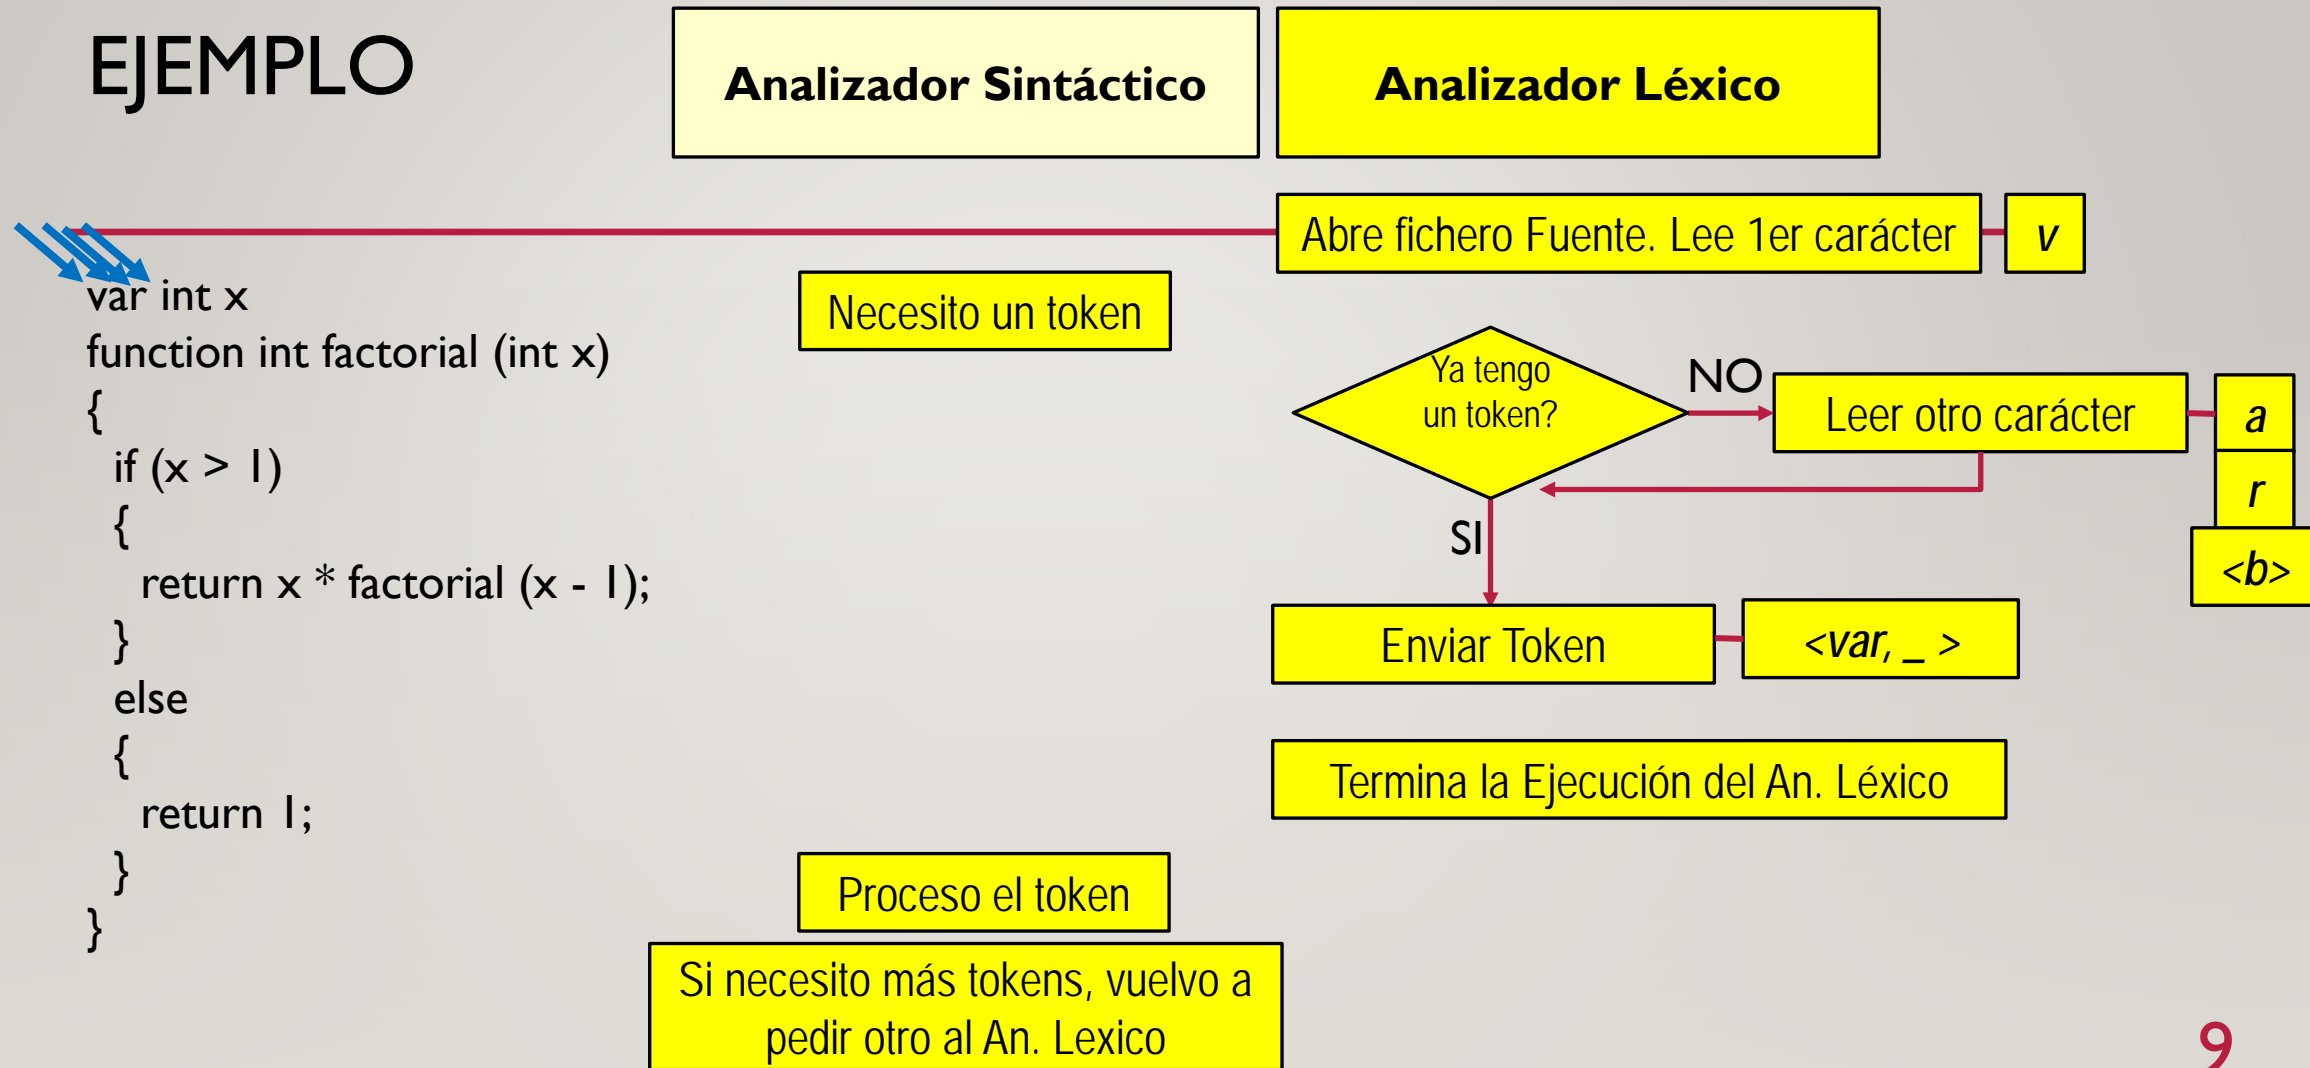 EJEMPLO
Analizador Sintáctico
Analizador Léxico
Abre fichero Fuente. Lee 1er carácter
v
var int x
function int factorial (int x)
{
if (x > 1)
{
return x * factorial (x - 1);
}
else
{
return 1;
}
}
Necesito un token
Ya tengo
un token?
NO
Leer otro carácter
a
r
<b>
SI
Enviar Token
<var, _ >
Termina la Ejecución del An. Léxico
Proceso el token
Si necesito más tokens, vuelvo a
pedir otro al An. Lexico
9